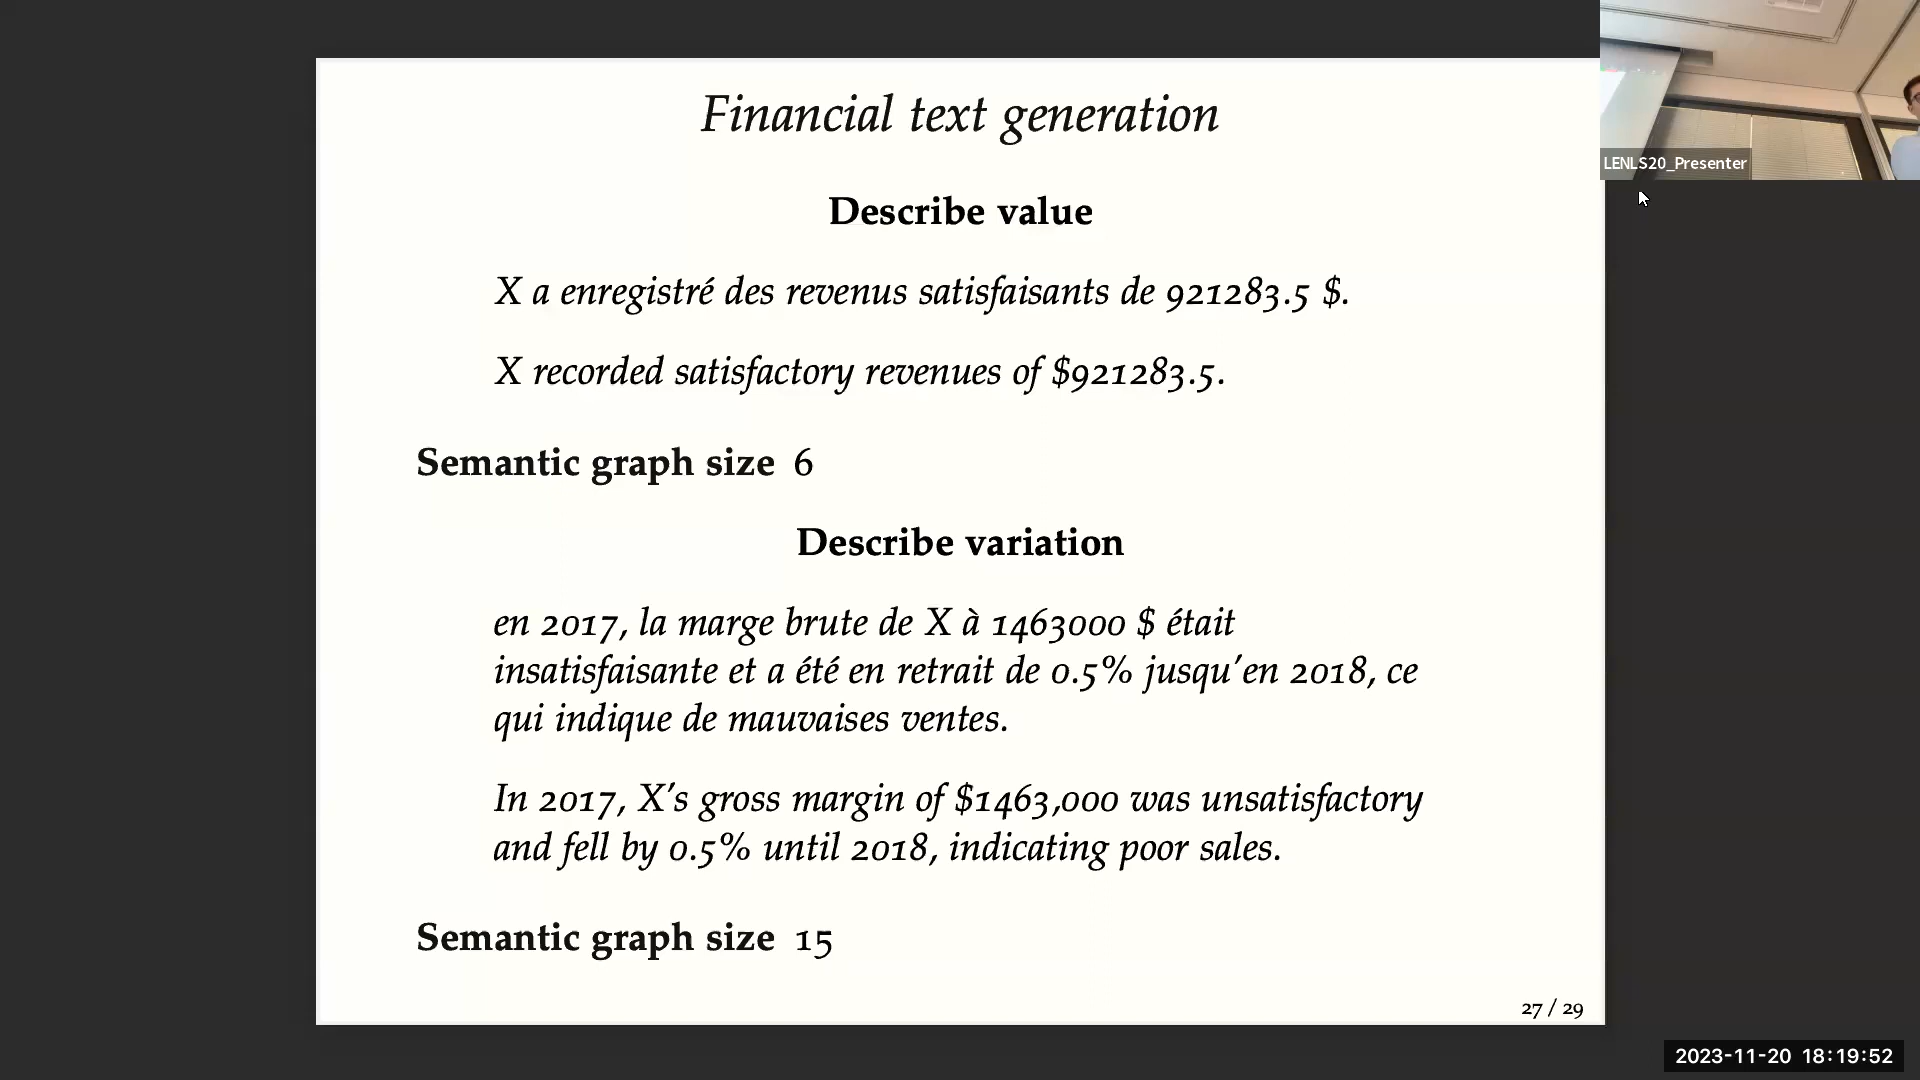 Financial text generation
LENLS20_Presenter
Describe value
X a enregistré des revenus satisfaisants de 921283.5 $.
X recorded satisfactory revenues of $921283.5.
Semantic graph size 6
Describe variation
en 2017, la marge brute de X à 1463000 $ était
insatisfaisante et a été en retrait de 0.5% jusqu'en 2018, ce
qui indique de mauvaises ventes.
In 2017, X's gross margin of $1463,000 was unsatisfactory
and fell by 0.5% until 2018, indicating poor sales.
Semantic graph size 15
27 / 29
2023-11-20 18:19:52